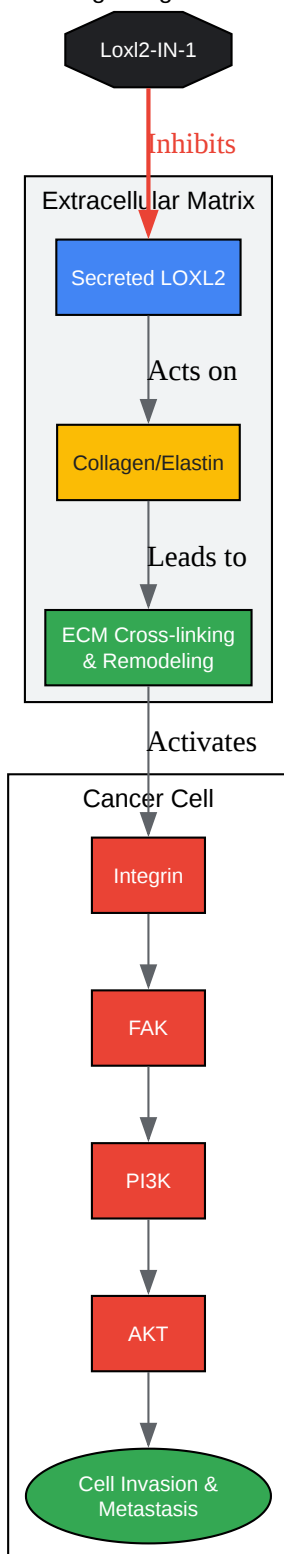 Loxl2-IN-1
Inhibits
Extracellular Matrix
Secreted LOXL2
Acts on
Collagen/Elastin
Leads to
ECM Cross-linking
& Remodeling
Activates
Cancer Cell
Integrin
FAK
PI3K
AKT
Cell Invasion &
Metastasis